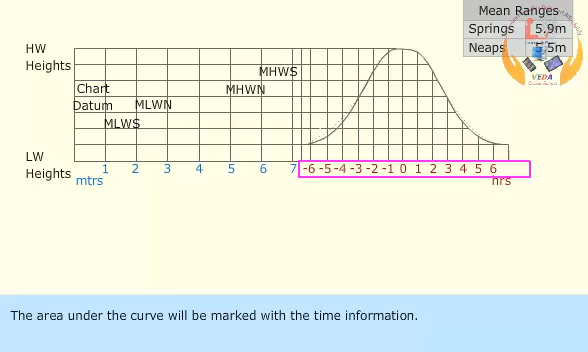 Mean Ranges
Springs 5.9m
Neaps 5m
HW
Heights
MHWS
MHWN
Chart
Datum
MLWN
MLWS
LW
Heights
1 2 3 4 5 6 7 -6 -5 -4 -3 -2 -1 0 1 2 3 4 5 6
mtrs hrs
VEDA
The area under the curve will be marked with the time information.